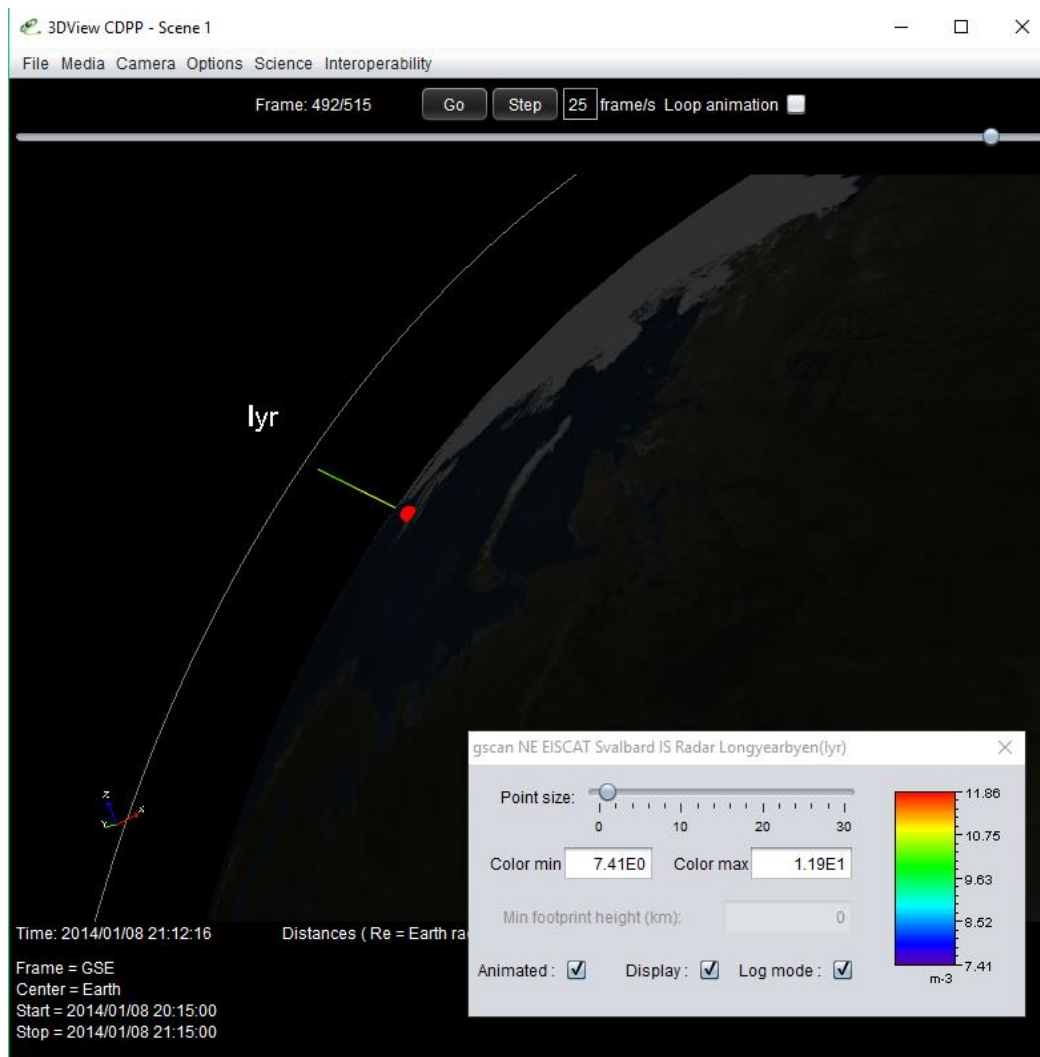 3DView CDPP - Scene 1
File Media Camera Options Science Interoperability
Frame: 492/515 Go Step 25 frame/s Loop animation
lyr
z
x
Y
gscan NE EISCAT Svalbard IS Radar Longyearbyen(lyr)
Point size:
0 10 20 30
Color min 7.41E0 Color max 1.19E1
Min footprint height (km): 0
Animated : Display : Log mode :
11.86
10.75
9.63
8.52
7.41
m-3
Time: 2014/01/08 21:12:16 Distances ( Re = Earth ra
Frame = GSE
Center = Earth
Start = 2014/01/08 20:15:00
Stop = 2014/01/08 21:15:00